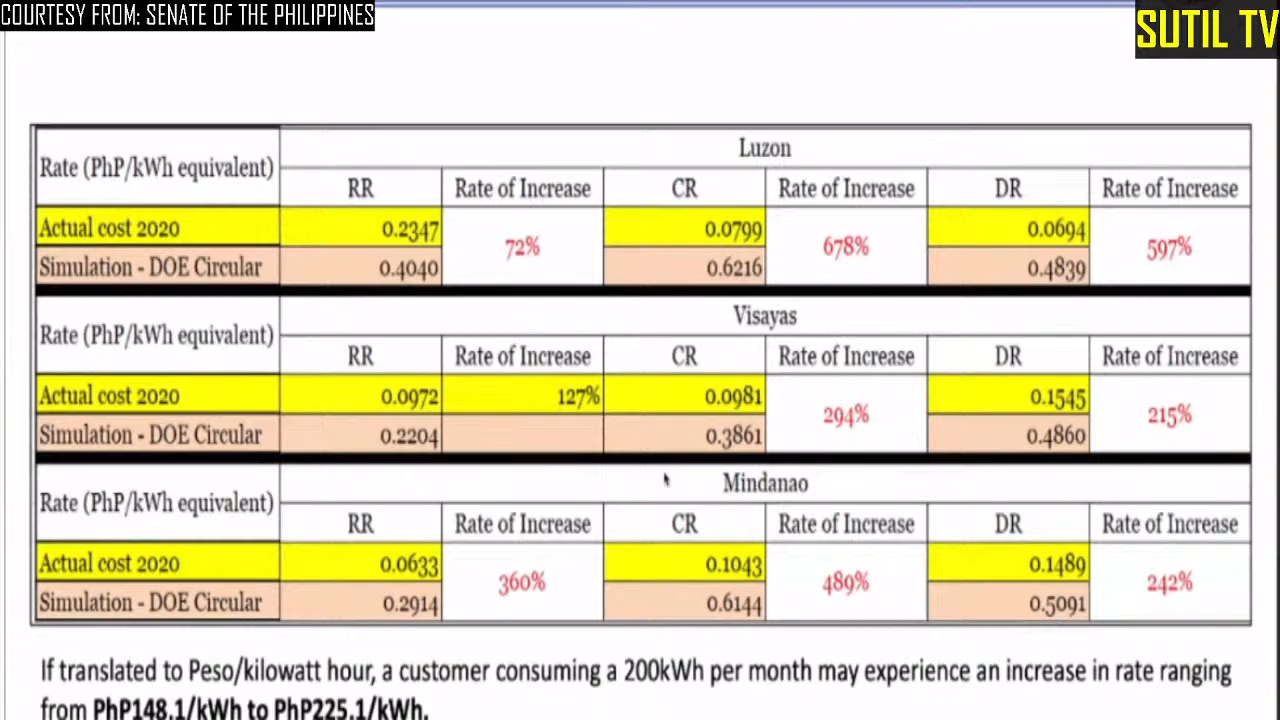 COURTESY FROM: SENATE OF THE PHILIPPINES
SUTIL TV
Rate (PhP/kWh equivalent)
Luzon
RR Rate of Increase CR Rate of Increase DR Rate of Increase
Actual cost 2020 0.2347 72% 0.0799 678% 0.0694 597%
Simulation - DOE Circular 0.4040 0.6216 0.4839
Rate (PhP/kWh equivalent)
Visayas
RR Rate of Increase CR Rate of Increase DR Rate of Increase
Actual cost 2020 0.0972 127% 0.0981 294% 0.1545 215%
Simulation - DOE Circular 0.2204 0.3861 0.4860
Rate (PhP/kWh equivalent)
Mindanao
RR Rate of Increase CR Rate of Increase DR Rate of Increase
Actual cost 2020 0.0633 360% 0.1043 489% 0.1489 242%
Simulation - DOE Circular 0.2914 0.6144 0.5091
If translated to Peso/kilowatt hour, a customer consuming a 200kWh per month may experience an increase in rate ranging
from PhP148.1/kWh to PhP225.1/kWh.